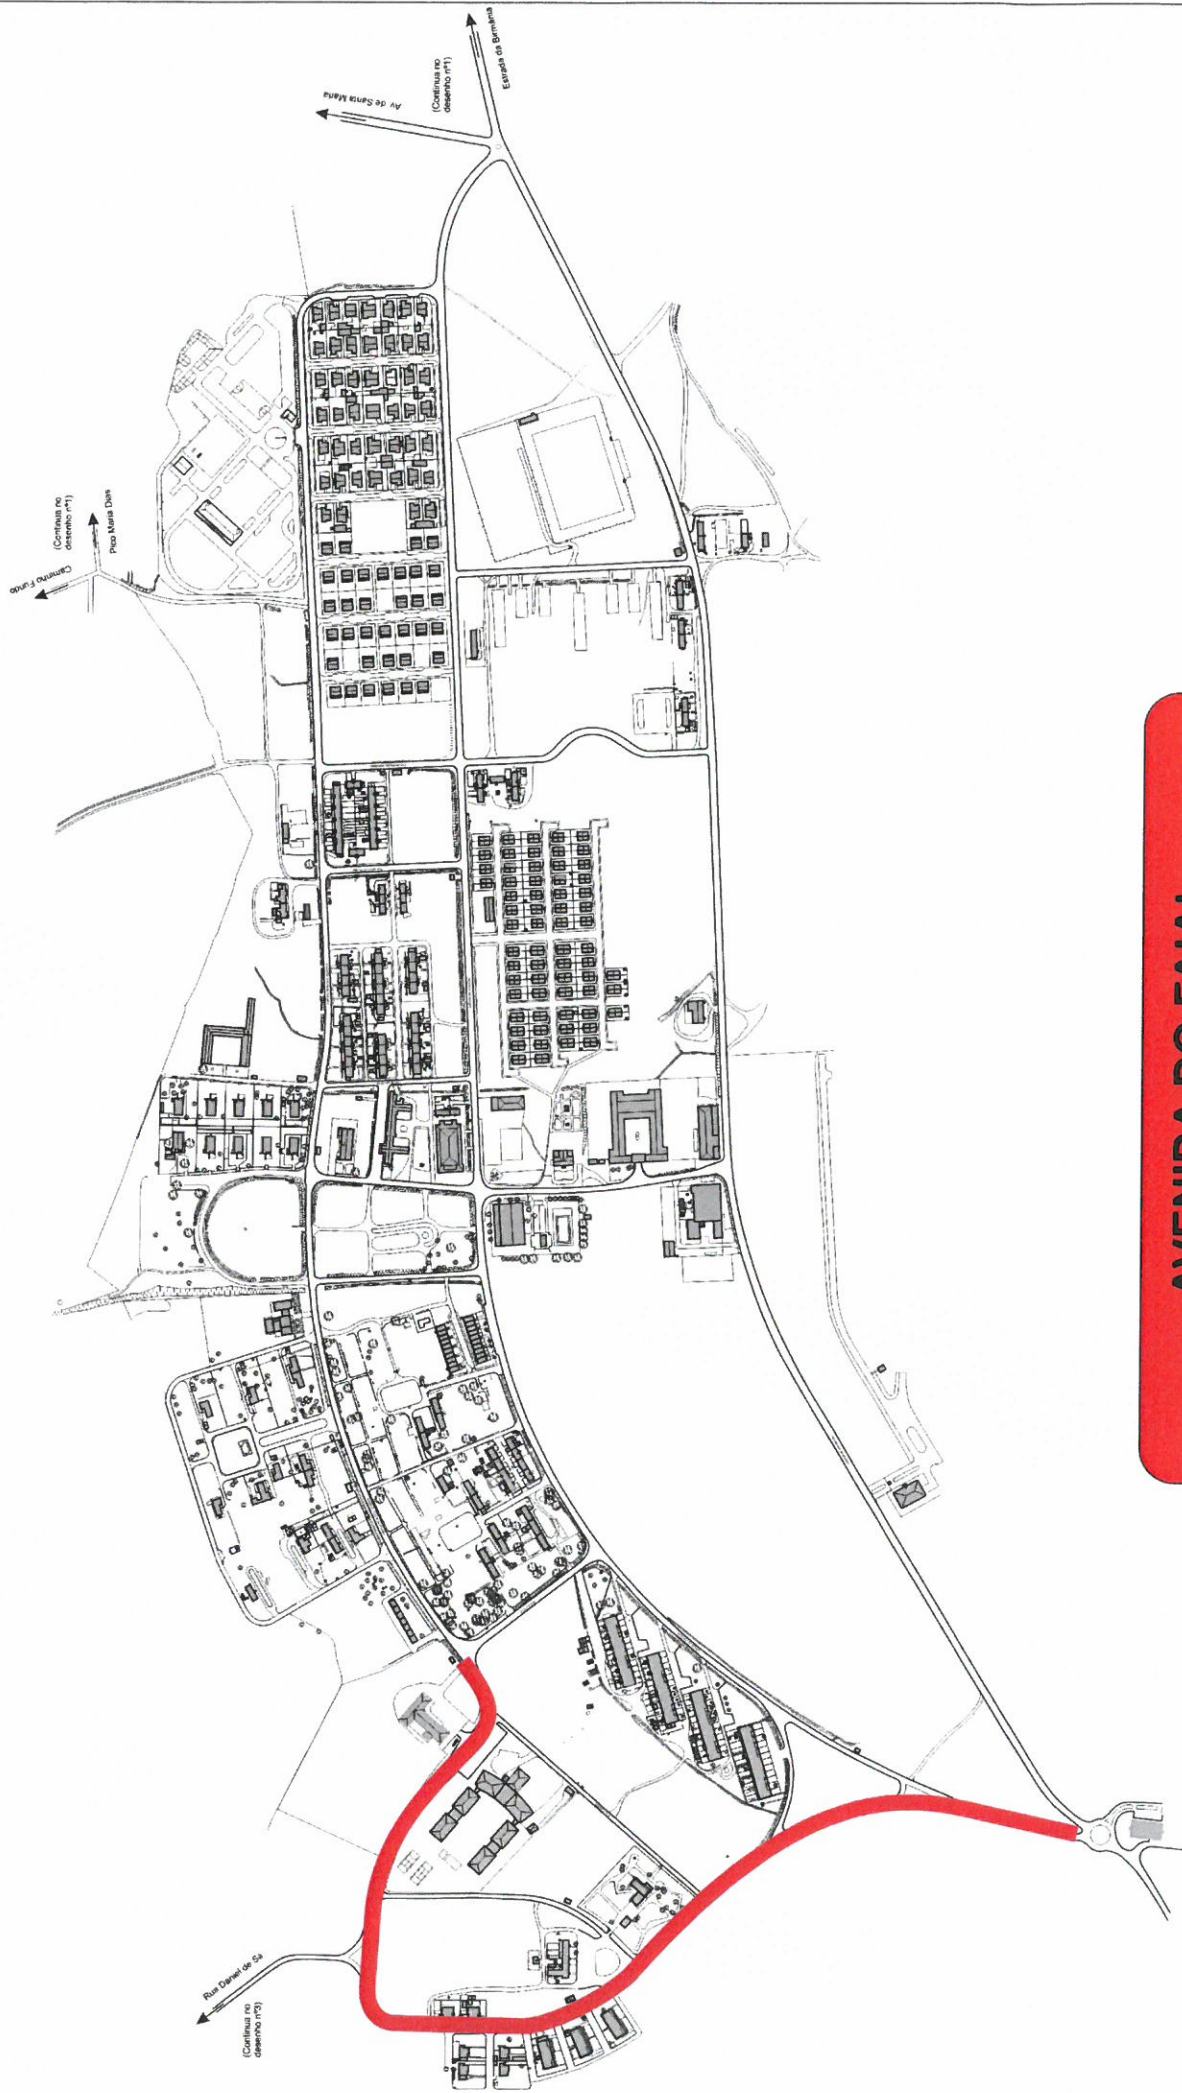 Estrada da Birmânia
(Continua no
desenho nº1)
Av de Santa Maria
(Continua no
desenho nº1)
Pico Maria Dias
Caminho Fundo
Rua Daniel de Sá
(Continua no
desenho nº3)
AVENIDA DO FAIAL